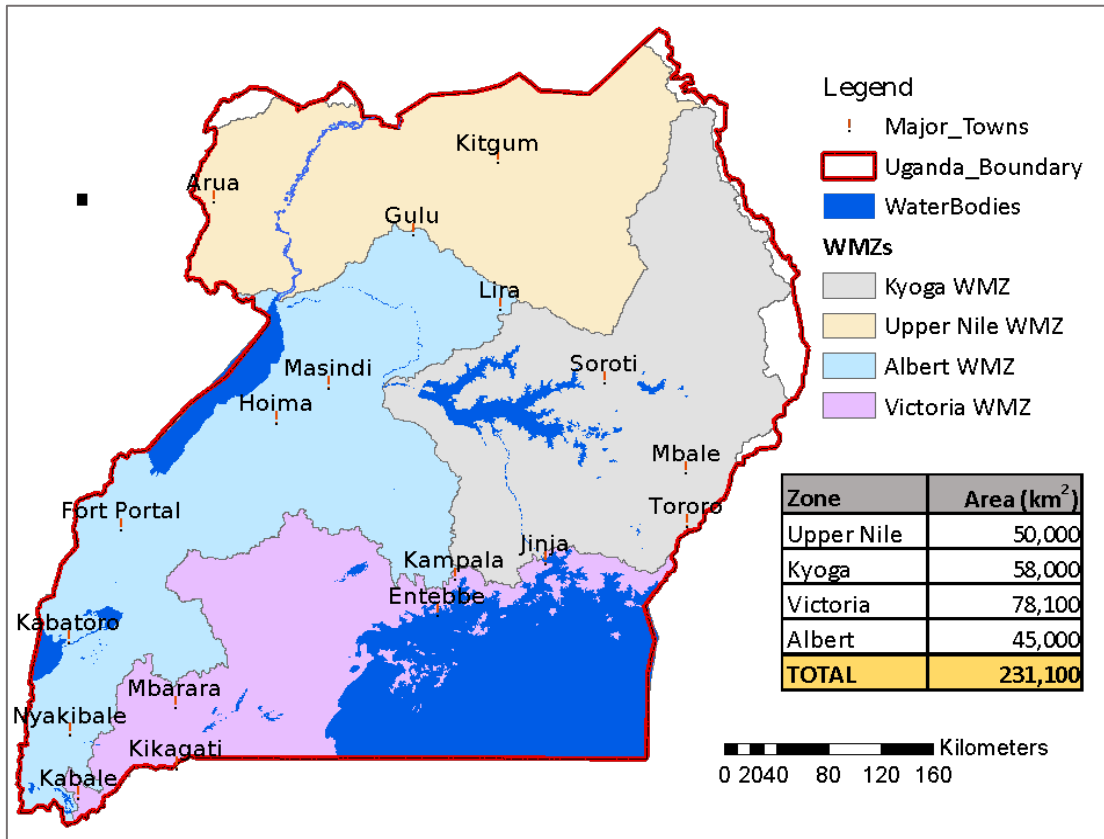 Legend
Major_Towns
Uganda_Boundary
WaterBodies
WMZs
Kyoga WMZ
Upper Nile WMZ
Albert WMZ
Victoria WMZ
Kitgum
Arua
Gulu
Lira
Masindi
Soroti
Hoima
Mbale
Fort Portal
Tororo
Jinja
Kampala
Entebbe
Kabatoro
Mbarara
Nyakibale
Kikagati
Kabale
Zone Area (km²)
Upper Nile 50,000
Kyoga 58,000
Victoria 78,100
Albert 45,000
TOTAL 231,100
Kilometers
0 20 40 80 120 160